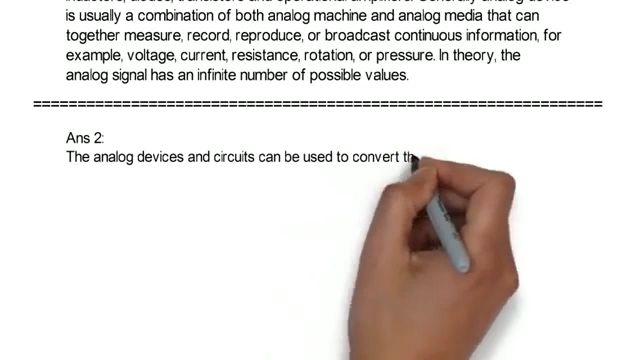 is usually a combination of both analog machine and analog media that can
together measure, record, reproduce, or broadcast continuous information, for
example, voltage, current, resistance, rotation, or pressure. In theory, the
analog signal has an infinite number of possible values.
==================================================================
Ans 2:
The analog devices and circuits can be used to convert th